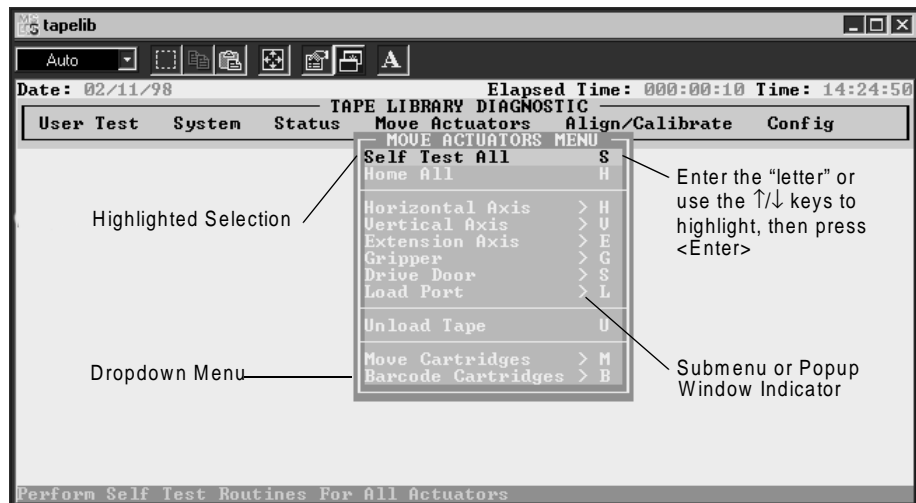 tapelib
Auto
A
Date: 02/11/98 Elapsed Time: 000:00:10 Time: 14:24:50
TAPE LIBRARY DIAGNOSTIC
User Test System Status Move Actuators Align/Calibrate Config
MOVE ACTUATORS MENU
Self Test All S
Home All H
Horizontal Axis > H
Vertical Axis > V
Extension Axis > E
Gripper > G
Drive Door > S
Load Port > L
Unload Tape U
Move Cartridges > M
Barcode Cartridges > B
Highlighted Selection
Dropdown Menu
Enter the “letter” or
use the ↑/↓ keys to
highlight, then press
<Enter>
Submenu or Popup
Window Indicator
Perform Self Test Routines For All Actuators